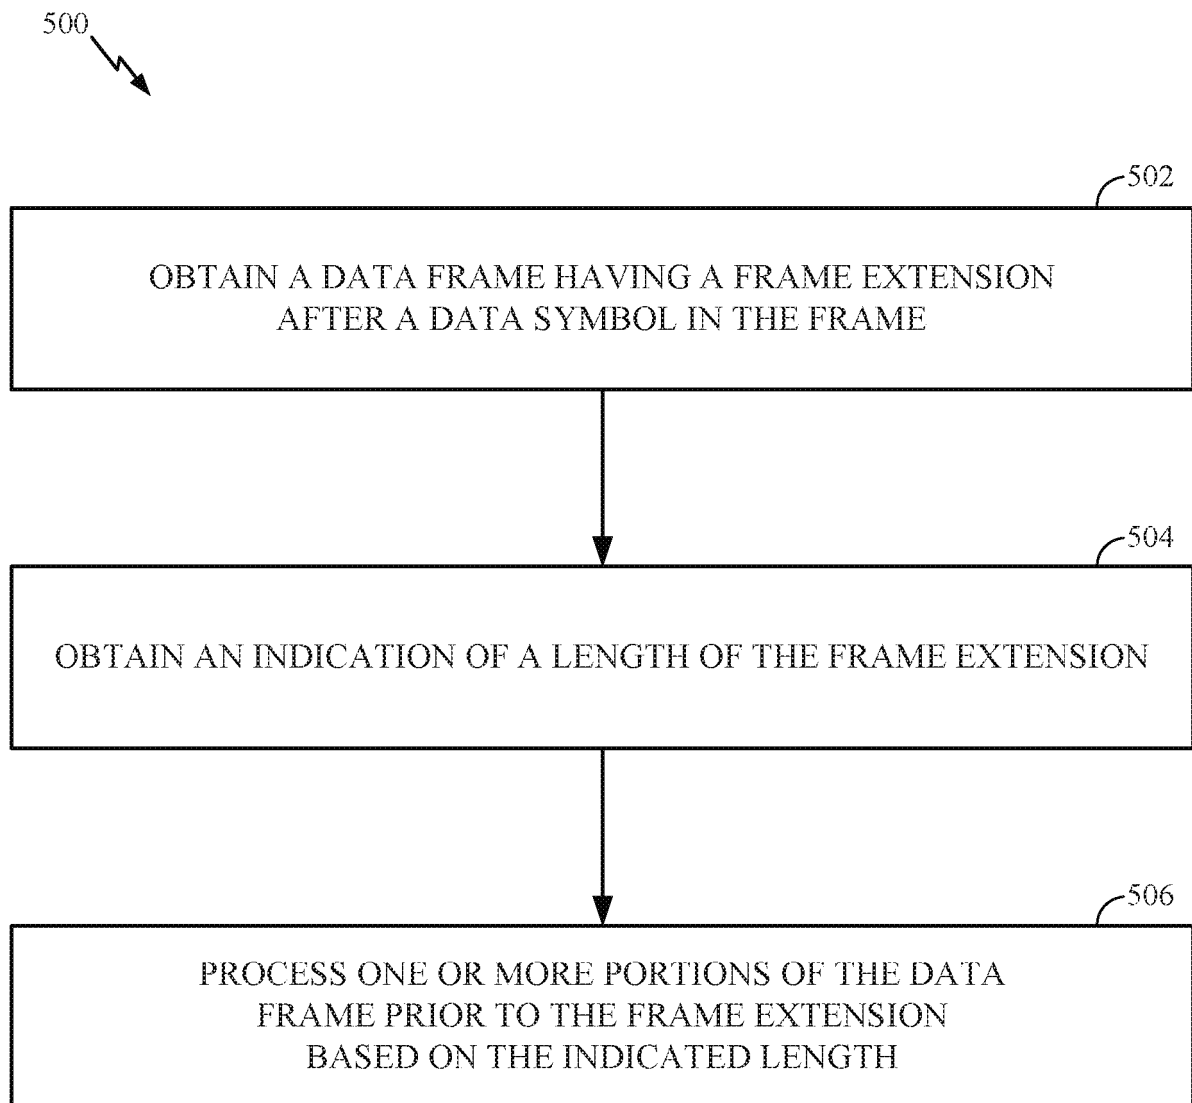 500
502
OBTAIN A DATA FRAME HAVING A FRAME EXTENSION
AFTER A DATA SYMBOL IN THE FRAME
504
OBTAIN AN INDICATION OF A LENGTH OF THE FRAME EXTENSION
506
PROCESS ONE OR MORE PORTIONS OF THE DATA
FRAME PRIOR TO THE FRAME EXTENSION
BASED ON THE INDICATED LENGTH